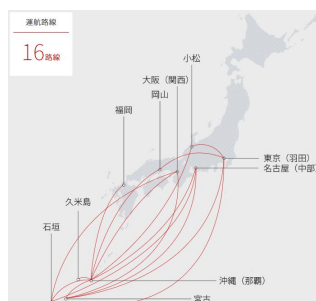 運航路線
16路線
小松
大阪（関西）
岡山
福岡
東京（羽田）
名古屋（中部）
久米島
石垣
沖縄（那覇）
宮古